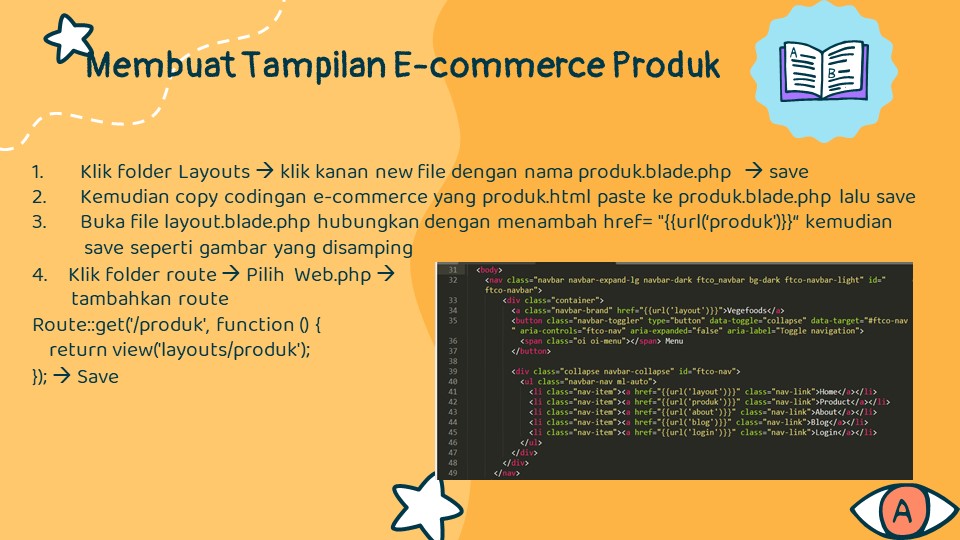 Membuat Tampilan E-commerce Produk
A
B
1. Klik folder Layouts → klik kanan new file dengan nama produk.blade.php → save
2. Kemudian copy codingan e-commerce yang produk.html paste ke produk.blade.php lalu save
3. Buka file layout.blade.php hubungkan dengan menambah href= "{{url('produk')}}" kemudian
save seperti gambar yang disamping
4. Klik folder route → Pilih Web.php →
tambahkan route
Route::get('/produk', function () {
return view('layouts/produk');
}); → Save
31 <body>
32 <nav class="navbar navbar-expand-lg navbar-dark ftco_navbar bg-dark ftco-navbar-light" id="
ftco-navbar">
33 <div class="container">
34 <a class="navbar-brand" href="{{url('layout')}}">Vegefoods</a>
35 <button class="navbar-toggler" type="button" data-toggle="collapse" data-target="#ftco-nav
" aria-controls="ftco-nav" aria-expanded="false" aria-label="Toggle navigation">
36 <span class="oi oi-menu"></span> Menu
37 </button>
38
39 <div class="collapse navbar-collapse" id="ftco-nav">
40 <ul class="navbar-nav ml-auto">
41 <li class="nav-item"><a href="{{url('layout')}}" class="nav-link">Home</a></li>
42 <li class="nav-item"><a href="{{url('produk')}}" class="nav-link">Product</a></li>
43 <li class="nav-item"><a href="{{url('about')}}" class="nav-link">About</a></li>
44 <li class="nav-item"><a href="{{url('blog')}}" class="nav-link">Blog</a></li>
45 <li class="nav-item"><a href="{{url('login')}}" class="nav-link">Login</a></li>
46 </ul>
47 </div>
48 </div>
49 </nav>
A